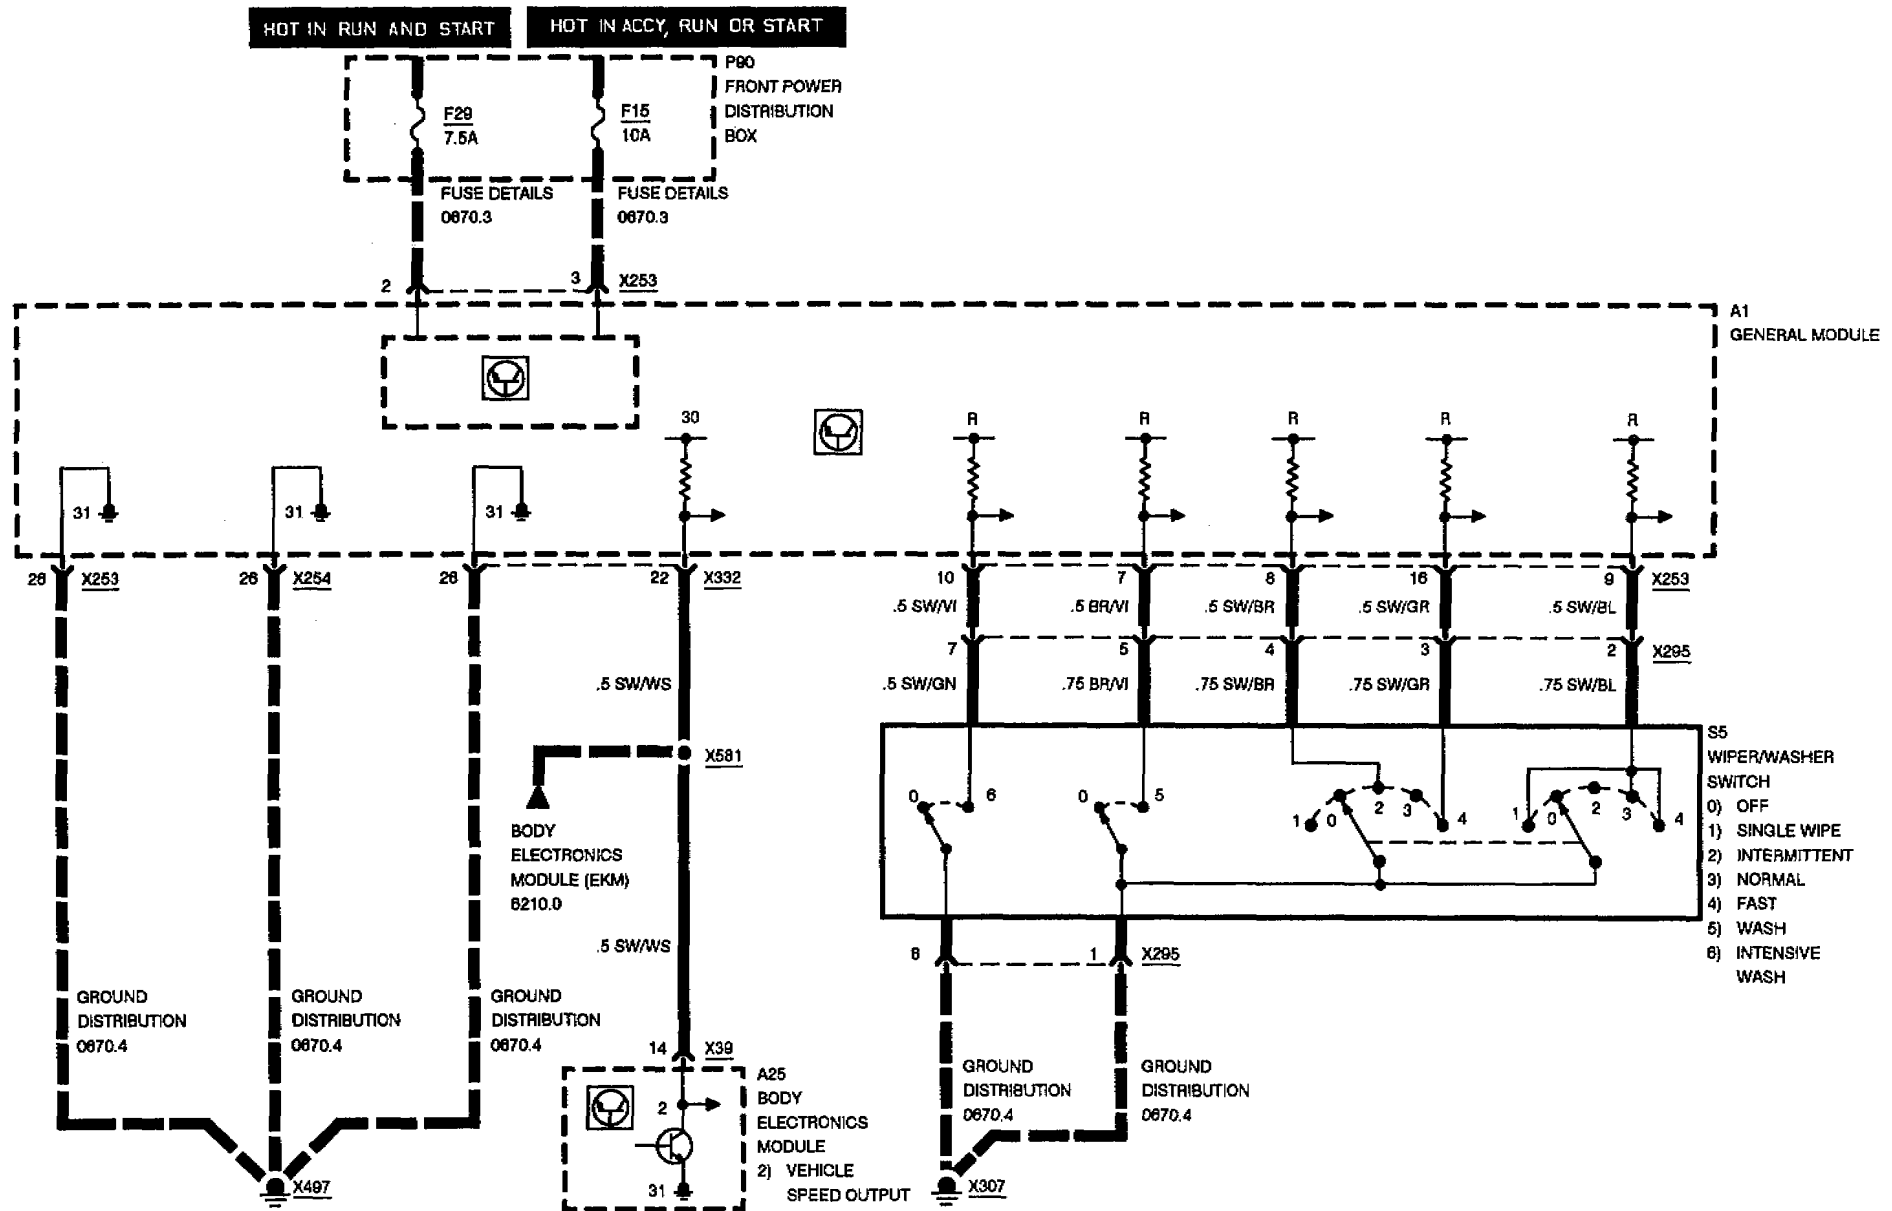 HOT IN RUN AND START
HOT IN ACCY, RUN OR START
P90
FRONT POWER
DISTRIBUTION
BOX
F29
7.5A
F15
10A
FUSE DETAILS
0670.3
FUSE DETAILS
0670.3
2
3
X253
A1
GENERAL MODULE
30
R
R
R
R
R
31
31
31
26
X253
26
X254
26
22
X332
10
7
8
16
9
X253
.5 SW/VI
.5 BR/VI
.5 SW/BR
.5 SW/GR
.5 SW/BL
7
5
4
3
2
X295
.5 SW/WS
.5 SW/GN
.75 BR/VI
.75 SW/BR
.75 SW/GR
.75 SW/BL
X581
BODY
ELECTRONICS
MODULE (EKM)
6210.0
0
6
0
5
1
0
2
3
4
1
0
2
3
4
S5
WIPER/WASHER
SWITCH
0) OFF
1) SINGLE WIPE
2) INTERMITTENT
3) NORMAL
4) FAST
5) WASH
6) INTENSIVE
WASH
.5 SW/WS
6
1
X295
GROUND
DISTRIBUTION
0670.4
GROUND
DISTRIBUTION
0670.4
GROUND
DISTRIBUTION
0670.4
14
X39
GROUND
DISTRIBUTION
0670.4
GROUND
DISTRIBUTION
0670.4
A25
BODY
ELECTRONICS
MODULE
2) VEHICLE
SPEED OUTPUT
2
31
X497
X307